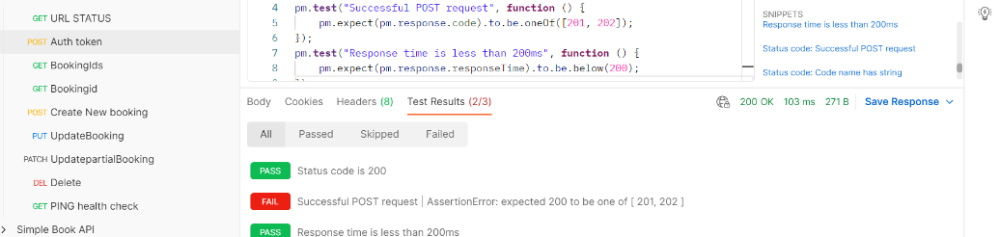 GET URL STATUS
POST Auth token
GET BookingIds
GET Bookingid
POST Create New booking
PUT UpdateBooking
PATCH UpdatepartialBooking
DEL Delete
GET PING health check
Simple Book API
4 pm.test("Successful POST request", function () {
5 pm.expect(pm.response.code).to.be.oneOf([201, 202]);
6 });
7 pm.test("Response time is less than 200ms", function () {
8 pm.expect(pm.response.responseTime).to.be.below(200);
SNIPPETS
Response time is less than 200ms
Status code: Successful POST request
Status code: Code name has string
Body Cookies Headers (8) Test Results (2/3) 200 OK 103 ms 271 B Save Response
All Passed Skipped Failed
PASS Status code is 200
FAIL Successful POST request | AssertionError: expected 200 to be one of [ 201, 202 ]
PASS Response time is less than 200ms